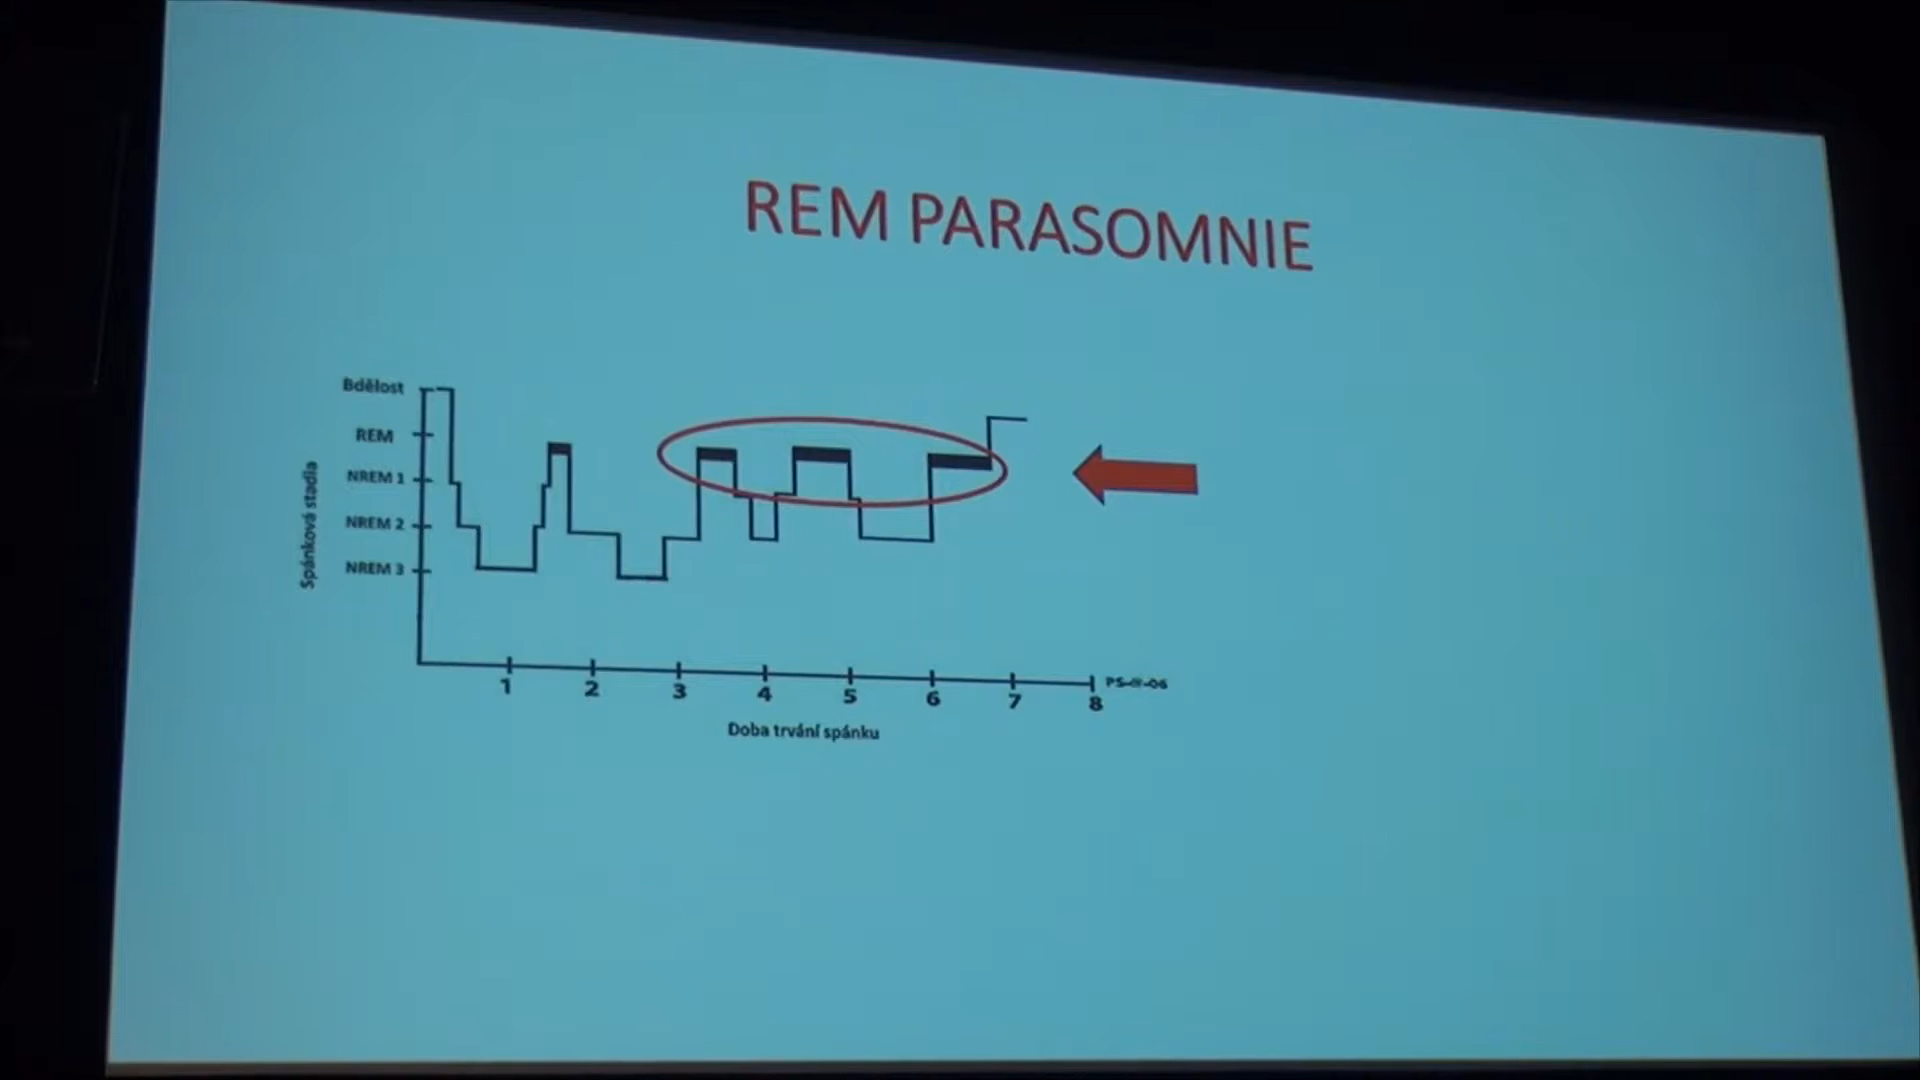 REM PARASOMNIE
Bdělost
REM
NREM 1
NREM 2
NREM 3
Spánková stadia
1 2 3 4 5 6 7 8
Doba trvání spánku